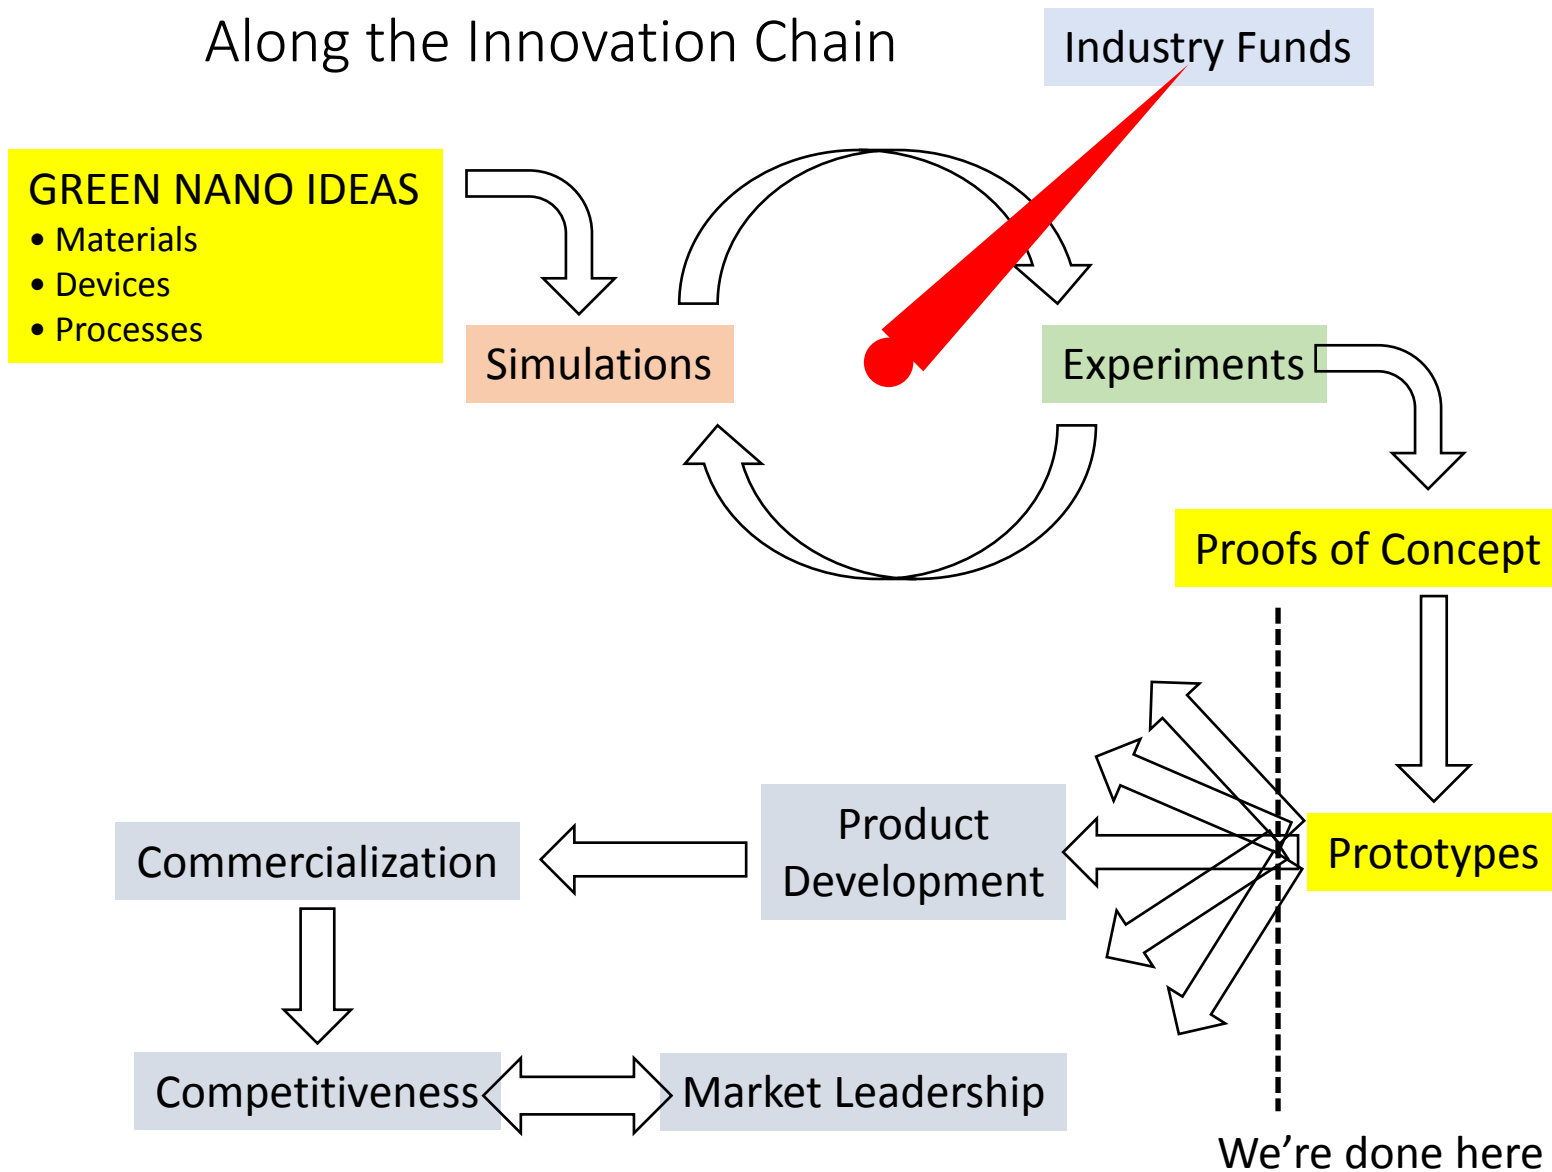 Along the Innovation Chain
Industry Funds
GREEN NANO IDEAS
• Materials
• Devices
• Processes
Simulations
Experiments
Proofs of Concept
Prototypes
Product
Development
Commercialization
Competitiveness
Market Leadership
We're done here